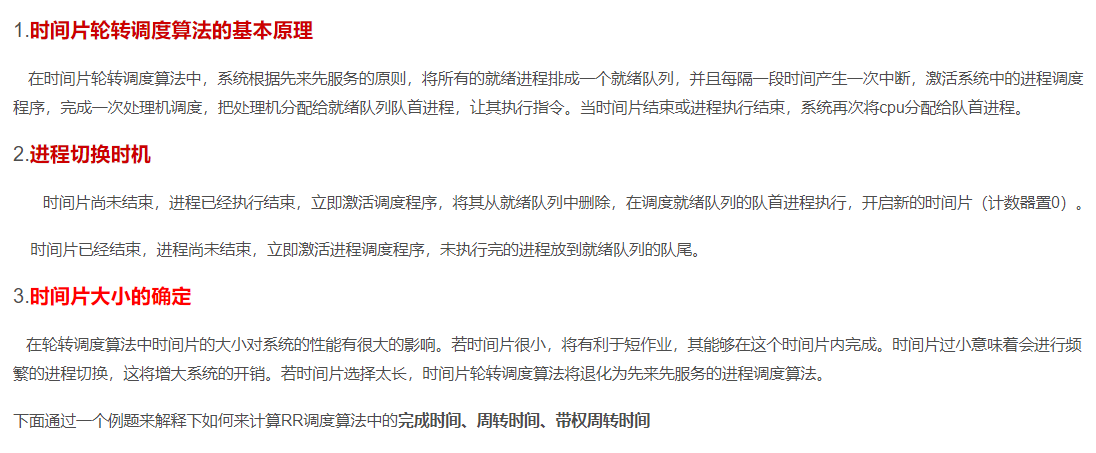 1.时间片轮转调度算法的基本原理
在时间片轮转调度算法中，系统根据先来先服务的原则，将所有的就绪进程排成一个就绪队列，并且每隔一段时间产生一次中断，激活系统中的进程调度
程序，完成一次处理机调度，把处理机分配给就绪队列队首进程，让其执行指令。当时间片结束或进程执行结束，系统再次将cpu分配给队首进程。
2.进程切换时机
时间片尚未结束，进程已经执行结束，立即激活调度程序，将其从就绪队列中删除，在调度就绪队列的队首进程执行，开启新的时间片（计数器置0）。
时间片已经结束，进程尚未结束，立即激活进程调度程序，未执行完的进程放到就绪队列的队尾。
3.时间片大小的确定
在轮转调度算法中时间片的大小对系统的性能有很大的影响。若时间片很小，将有利于短作业，其能够在这个时间片内完成。时间片过小意味着会进行频
繁的进程切换，这将增大系统的开销。若时间片选择太长，时间片轮转调度算法将退化为先来先服务的进程调度算法。
下面通过一个例题来解释下如何来计算RR调度算法中的完成时间、周转时间、带权周转时间